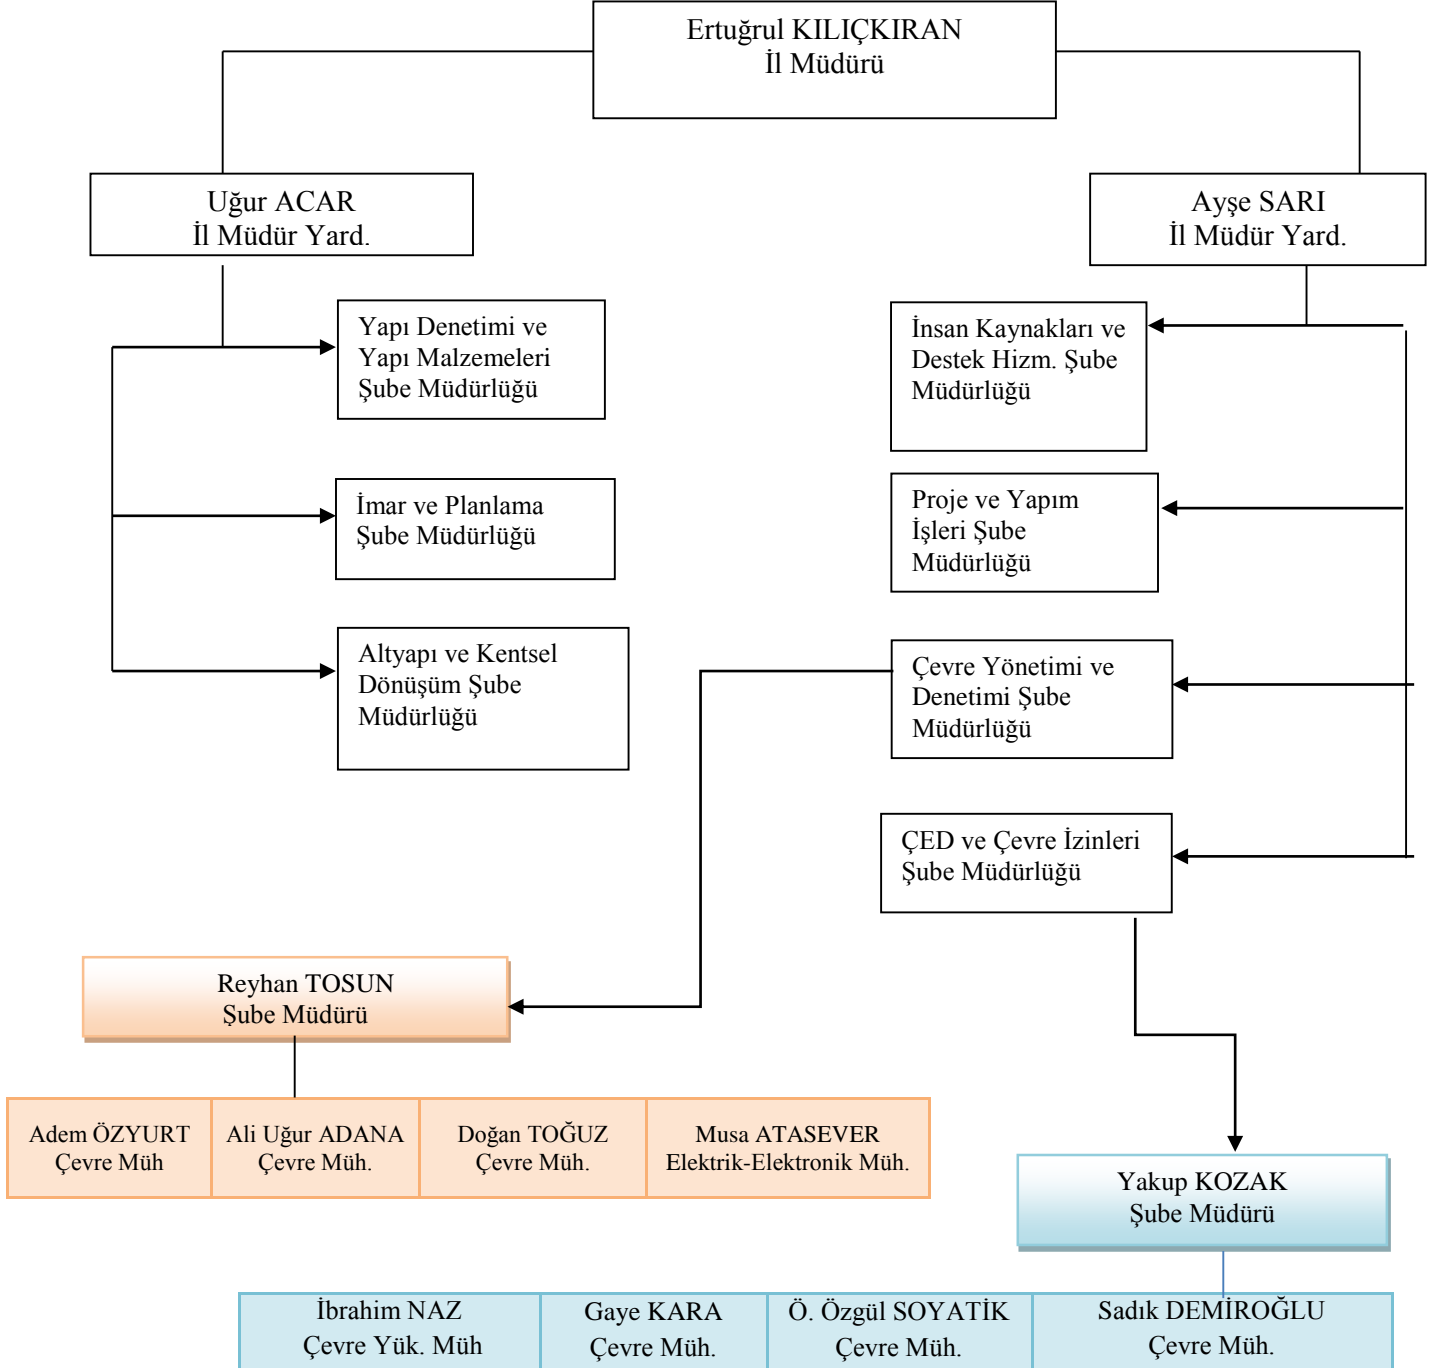 Ertuğrul KILIÇKIRAN
İl Müdürü
Uğur ACAR
İl Müdür Yard.
Ayşe SARI
İl Müdür Yard.
Yapı Denetimi ve
Yapı Malzemeleri
Şube Müdürlüğü
İnsan Kaynakları ve
Destek Hizm. Şube
Müdürlüğü
İmar ve Planlama
Şube Müdürlüğü
Proje ve Yapım
İşleri Şube
Müdürlüğü
Altyapı ve Kentsel
Dönüşüm Şube
Müdürlüğü
Çevre Yönetimi ve
Denetimi Şube
Müdürlüğü
ÇED ve Çevre İzinleri
Şube Müdürlüğü
Reyhan TOSUN
Şube Müdürü
Adem ÖZYURT
Çevre Müh
Ali Uğur ADANA
Çevre Müh.
Doğan TOĞUZ
Çevre Müh.
Musa ATASEVER
Elektrik-Elektronik Müh.
Yakup KOZAK
Şube Müdürü
İbrahim NAZ
Çevre Yük. Müh
Gaye KARA
Çevre Müh.
Ö. Özgül SOYATİK
Çevre Müh.
Sadık DEMİROĞLU
Çevre Müh.